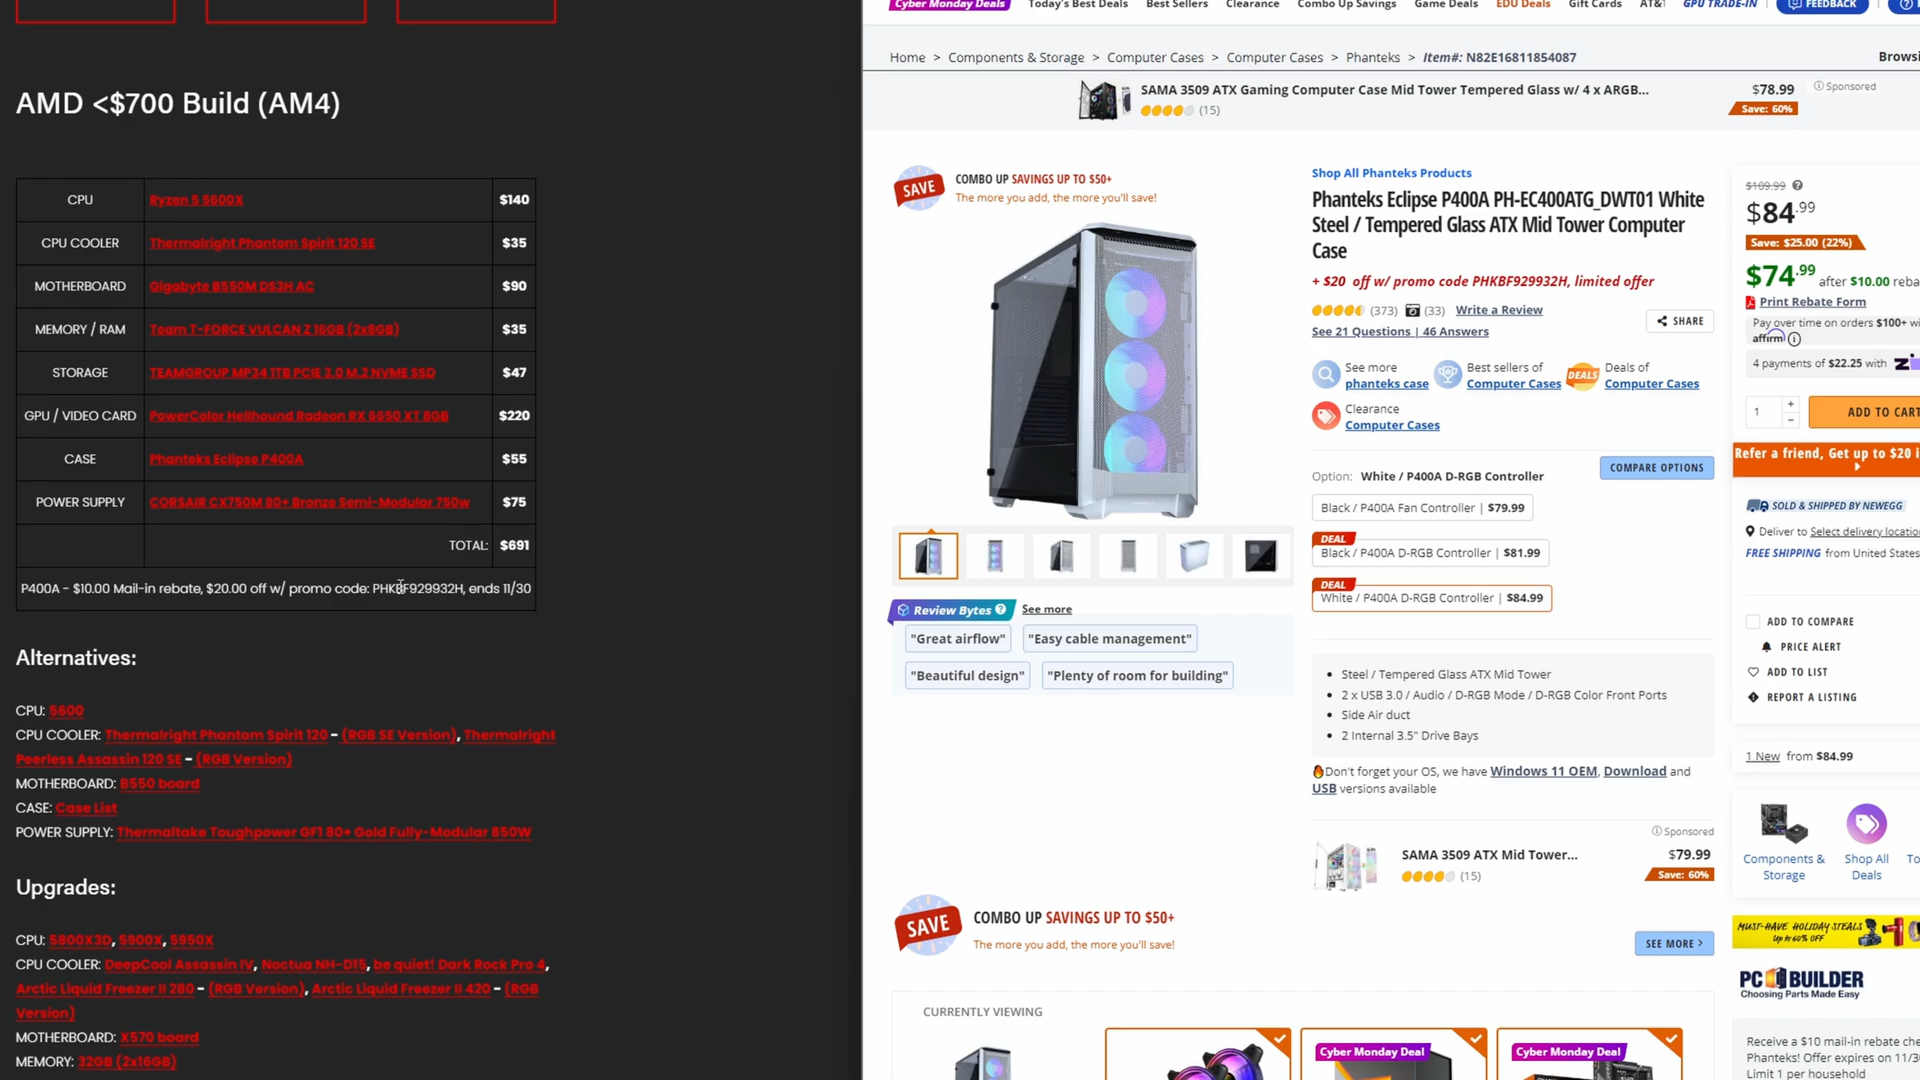 AMD <$700 Build (AM4)
CPU Ryzen 5 5600X $140
CPU COOLER Thermalright Phantom Spirit 120 SE $35
MOTHERBOARD Gigabyte B550M DS3H AC $90
MEMORY / RAM Team T-FORCE VULCAN Z 16GB (2x8GB) $35
STORAGE TEAMGROUP MP34 1TB PCIE 3.0 M.2 NVME SSD $47
GPU / VIDEO CARD PowerColor Hellhound Radeon RX 6650 XT 8GB $220
CASE Phanteks Eclipse P400A $55
POWER SUPPLY CORSAIR CX750M 80+ Bronze Semi-Modular 750w $75
TOTAL: $691
P400A - $10.00 Mail-in rebate, $20.00 off w/ promo code: PHKBF929932H, ends 11/30
Alternatives:
CPU: 5600
CPU COOLER: Thermalright Phantom Spirit 120 - (RGB SE Version), Thermalright
Peerless Assassin 120 SE - (RGB Version)
MOTHERBOARD: B550 board
CASE: Case List
POWER SUPPLY: Thermaltake Toughpower GF1 80+ Gold Fully-Modular 850W
Upgrades:
CPU: 5800X3D, 5900X, 5950X
CPU COOLER: DeepCool Assassin IV, Noctua NH-D15, be quiet! Dark Rock Pro 4,
Arctic Liquid Freezer II 280 - (RGB Version), Arctic Liquid Freezer II 420 - (RGB
Version)
MOTHERBOARD: X570 board
MEMORY: 32GB (2x16GB)
Cyber Monday Deals Today's Best Deals Best Sellers Clearance Combo Up Savings Game Deals EDU Deals Gift Cards AT&T GPU TRADE-IN FEEDBACK
Home > Components & Storage > Computer Cases > Computer Cases > Phanteks > Item#: N82E16811854087
SAMA 3509 ATX Gaming Computer Case Mid Tower Tempered Glass w/ 4 x ARGB...
(15)
$78.99
Save: 60%
Sponsored
SAVE
COMBO UP SAVINGS UP TO $50+
The more you add, the more you'll save!
Review Bytes See more
"Great airflow" "Easy cable management"
"Beautiful design" "Plenty of room for building"
Shop All Phanteks Products
Phanteks Eclipse P400A PH-EC400ATG_DWT01 White
Steel / Tempered Glass ATX Mid Tower Computer
Case
+ $20 off w/ promo code PHKBF929932H, limited offer
(373) (33) Write a Review
See 21 Questions | 46 Answers
SHARE
See more
phanteks case
Best sellers of
Computer Cases
DEALS
Deals of
Computer Cases
Clearance
Computer Cases
Option: White / P400A D-RGB Controller
COMPARE OPTIONS
Black / P400A Fan Controller | $79.99
DEAL
Black / P400A D-RGB Controller | $81.99
DEAL
White / P400A D-RGB Controller | $84.99
Steel / Tempered Glass ATX Mid Tower
2 x USB 3.0 / Audio / D-RGB Mode / D-RGB Color Front Ports
Side Air duct
2 Internal 3.5" Drive Bays
Don't forget your OS, we have Windows 11 OEM, Download and
USB versions available
Sponsored
SAMA 3509 ATX Mid Tower...
(15)
$79.99
Save: 60%
SAVE
COMBO UP SAVINGS UP TO $50+
The more you add, the more you'll save!
SEE MORE >
CURRENTLY VIEWING
Cyber Monday Deal
Cyber Monday Deal
$109.99
$84.99
Save: $25.00 (22%)
$74.99 after $10.00
Print Rebate Form
Pay over time on orders $100+
affirm
4 payments of $22.25 with
1 + −
ADD TO CART
Refer a friend, Get up to $20
SOLD & SHIPPED BY NEWEGG
Deliver to Select delivery
FREE SHIPPING from United States
ADD TO COMPARE
PRICE ALERT
ADD TO LIST
REPORT A LISTING
1 New from $84.99
Components &
Storage
Shop All
Deals
MUST-HAVE HOLIDAY STEALS
Up to 60% OFF
PC BUILDER
Choosing Parts Made Easy
Receive a $10 mail-in rebate
Phanteks! Offer expires on
Limit 1 per household